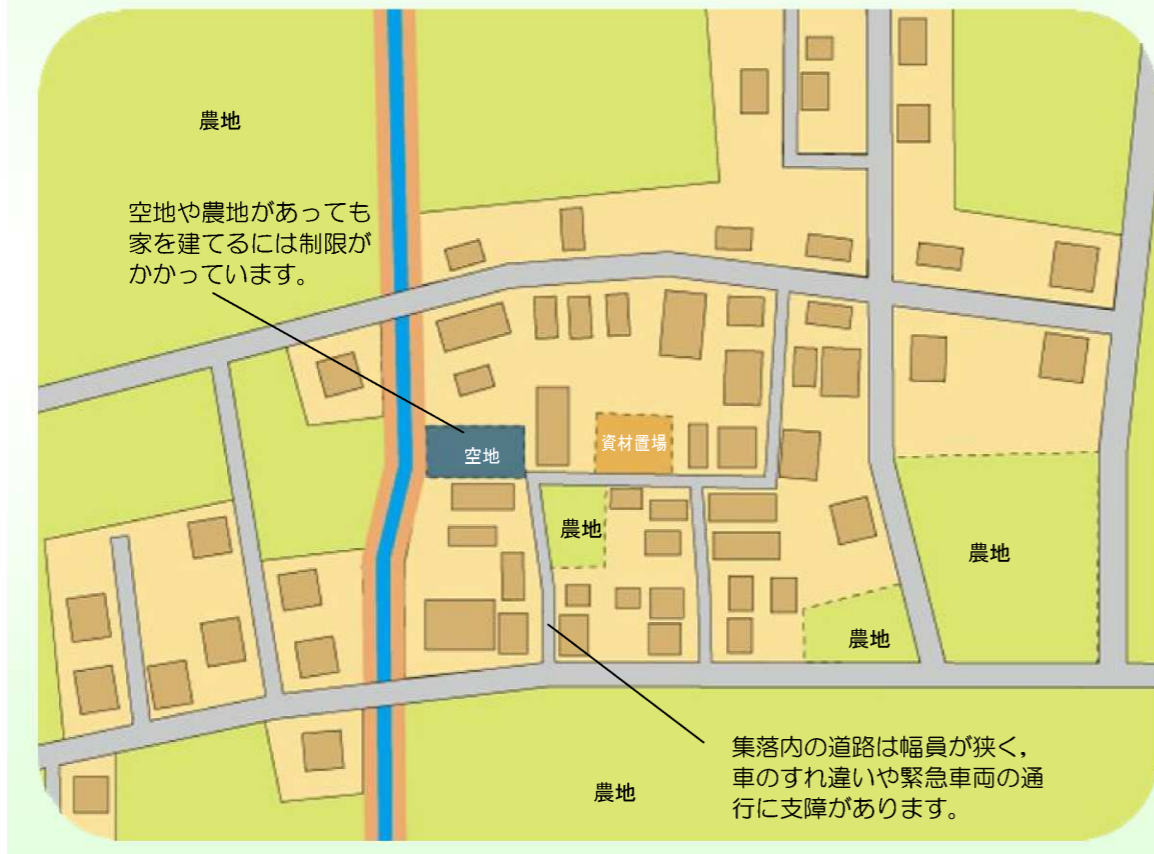 農地
空地や農地があっても
家を建てるには制限が
かかっています。
資材置場
空地
農地
農地
農地
集落内の道路は幅員が狭く，
車のすれ違いや緊急車両の通
行に支障があります。
農地